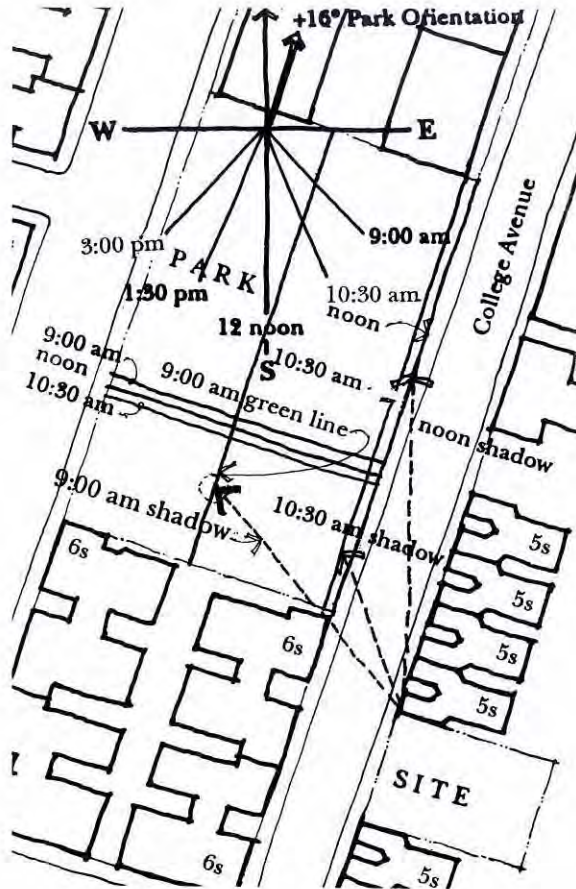 +16°/Park Orientation
W
E
College Avenue
9:00 am
3:00 pm
PARK
1:30 pm
10:30 am
noon
12 noon
S
10:30 am
9:00 am
noon
10:30 am
9:00 am green line
noon shadow
9:00 am shadow
10:30 am shadow
6s
5s
5s
6s
5s
5s
SITE
6s
5s